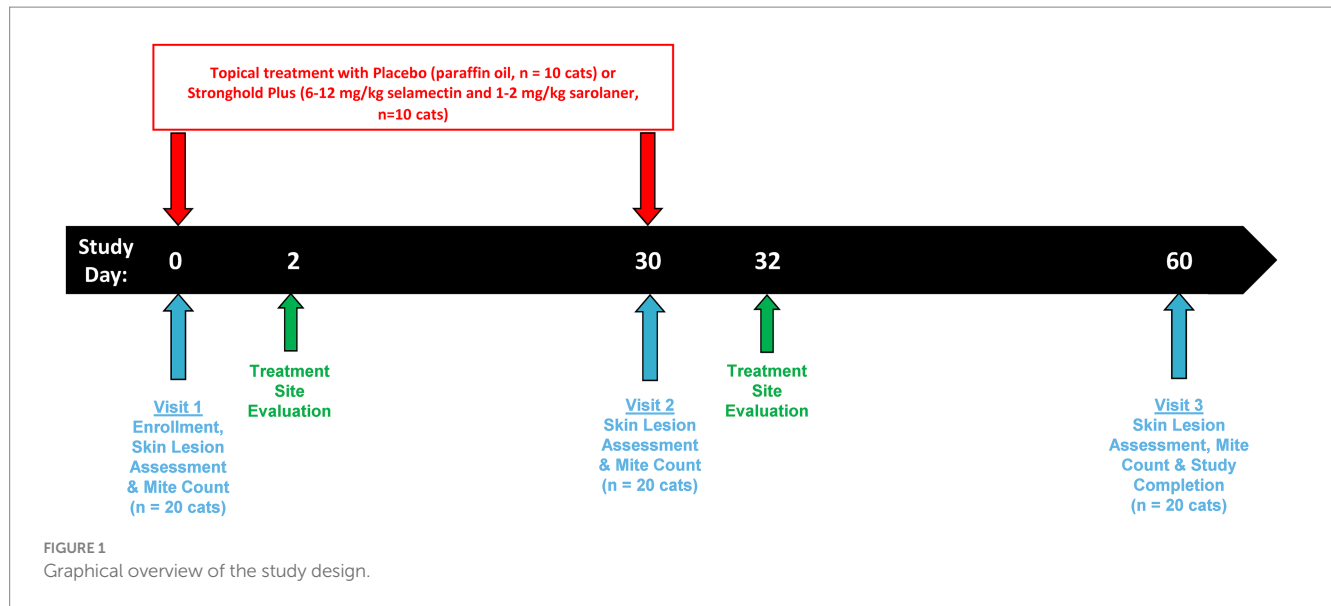 Topical treatment with Placebo (paraffin oil, n = 10 cats) or
Stronghold Plus (6-12 mg/kg selamectin and 1-2 mg/kg sarolaner,
n=10 cats)
Study
Day:
0
2
30
32
60
Visit 1
Enrollment,
Skin Lesion
Assessment
& Mite Count
(n = 20 cats)
Treatment
Site
Evaluation
Visit 2
Skin Lesion
Assessment
& Mite Count
(n = 20 cats)
Treatment
Site
Evaluation
Visit 3
Skin Lesion
Assessment, Mite
Count & Study
Completion
(n = 20 cats)
FIGURE 1
Graphical overview of the study design.